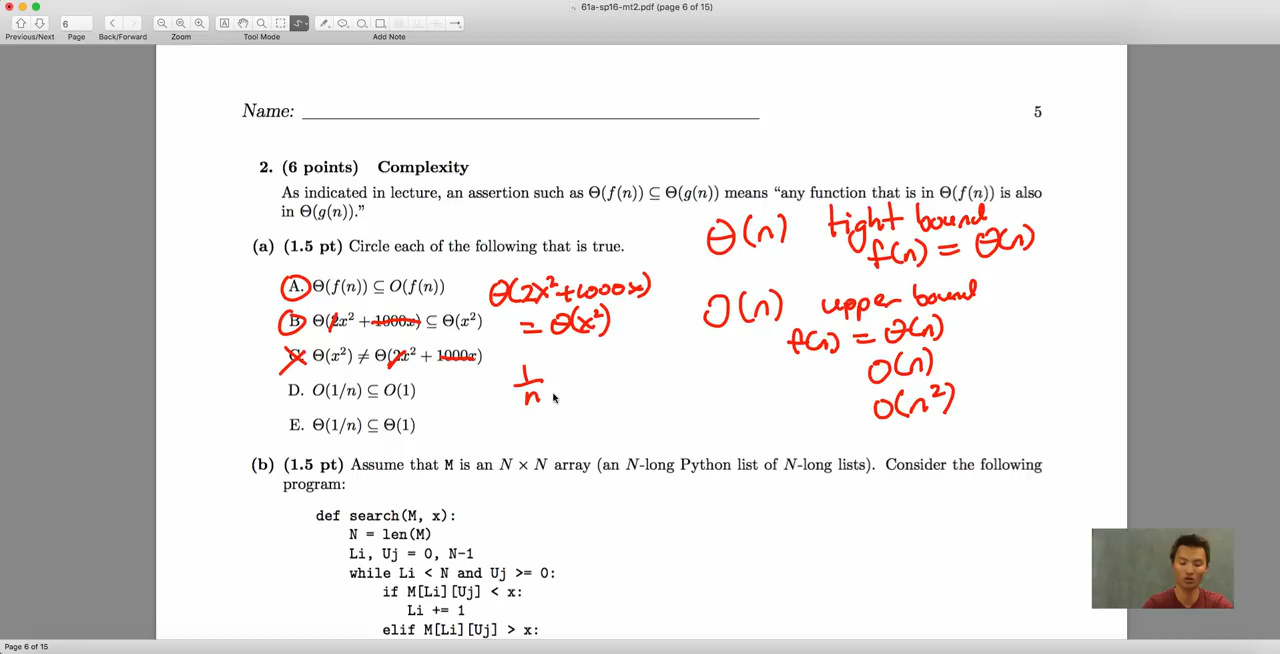 61a-sp16-mt2.pdf (page 6 of 15)
6
Previous/Next Page Back/Forward Zoom Tool Mode Add Note
Name: 5
2. (6 points) Complexity
As indicated in lecture, an assertion such as Θ(f(n)) ⊆ Θ(g(n)) means “any function that is in Θ(f(n)) is also
in Θ(g(n)).”
Θ(n) tight bound
f(n) = Θ(n)
(a) (1.5 pt) Circle each of the following that is true.
A. Θ(f(n)) ⊆ O(f(n))
Θ(2x²+1000x)
O(n) upper bound
B. Θ(2x² + 1000x) ⊆ Θ(x²)
= Θ(x²)
f(n) = Θ(n)
C. Θ(x²) ≠ Θ(2x² + 1000x)
O(n)
D. O(1/n) ⊆ O(1)
1/n
O(n²)
E. Θ(1/n) ⊆ Θ(1)
(b) (1.5 pt) Assume that M is an N × N array (an N-long Python list of N-long lists). Consider the following
program:
def search(M, x):
N = len(M)
Li, Uj = 0, N-1
while Li < N and Uj >= 0:
if M[Li][Uj] < x:
Li += 1
elif M[Li][Uj] > x:
Page 6 of 15